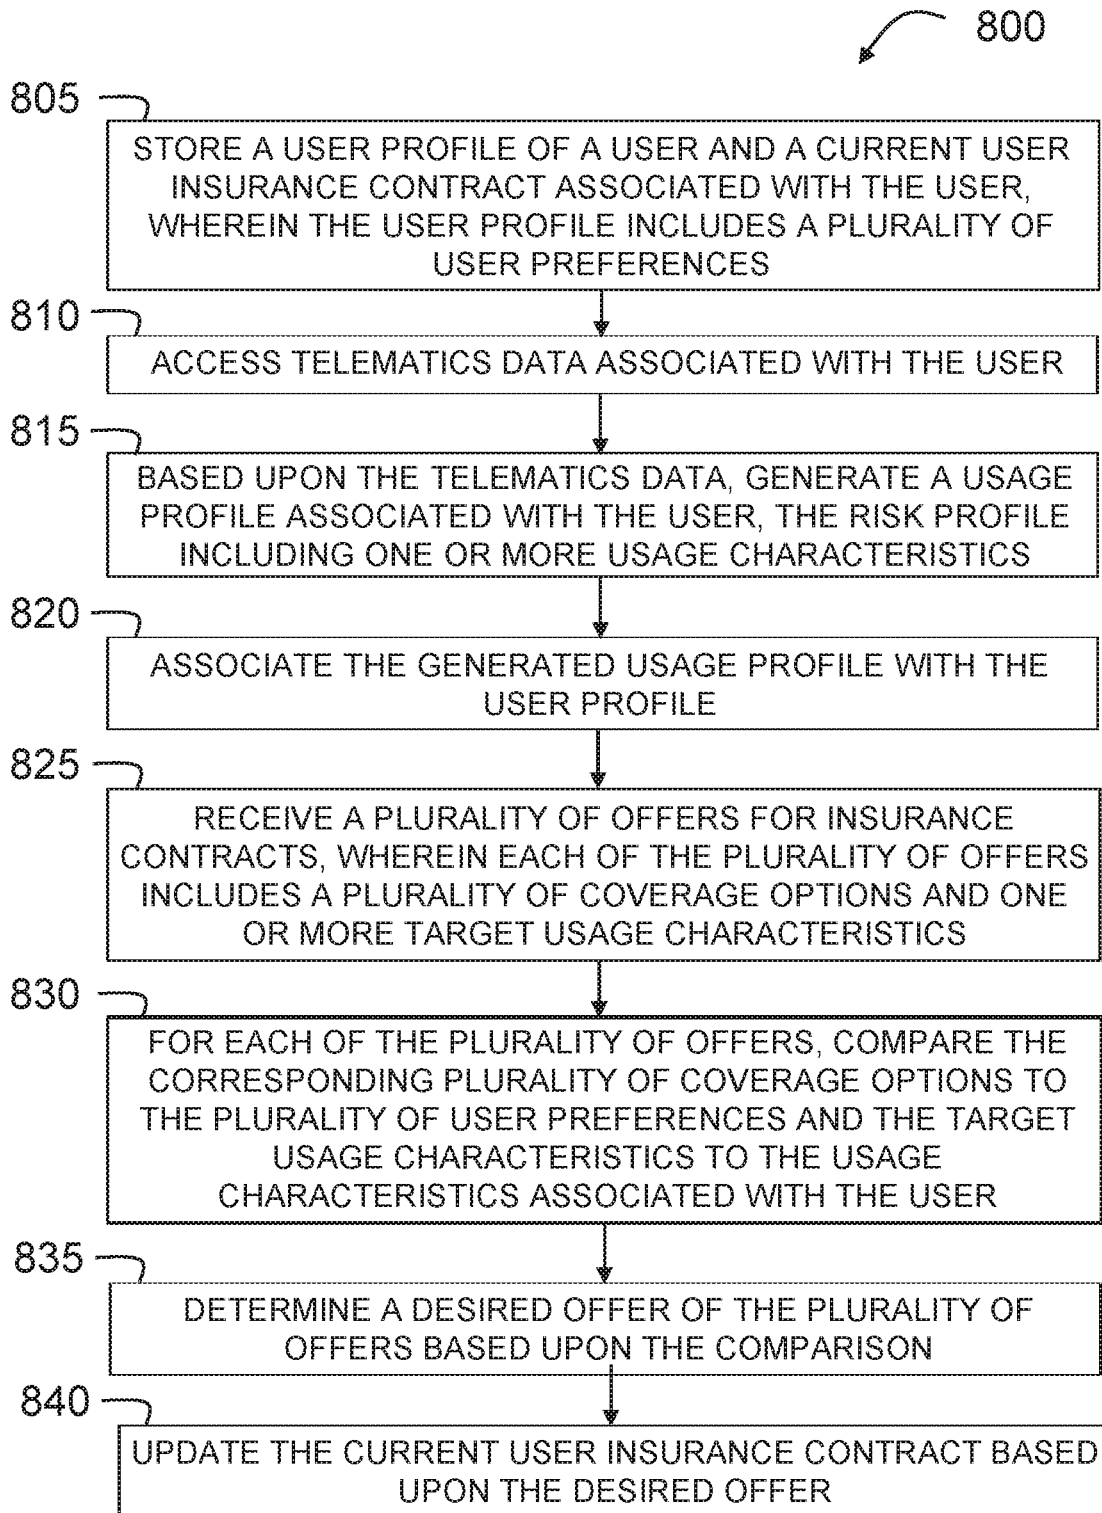 800
805
STORE A USER PROFILE OF A USER AND A CURRENT USER
INSURANCE CONTRACT ASSOCIATED WITH THE USER,
WHEREIN THE USER PROFILE INCLUDES A PLURALITY OF
USER PREFERENCES
810
ACCESS TELEMATICS DATA ASSOCIATED WITH THE USER
815
BASED UPON THE TELEMATICS DATA, GENERATE A USAGE
PROFILE ASSOCIATED WITH THE USER, THE RISK PROFILE
INCLUDING ONE OR MORE USAGE CHARACTERISTICS
820
ASSOCIATE THE GENERATED USAGE PROFILE WITH THE
USER PROFILE
825
RECEIVE A PLURALITY OF OFFERS FOR INSURANCE
CONTRACTS, WHEREIN EACH OF THE PLURALITY OF OFFERS
INCLUDES A PLURALITY OF COVERAGE OPTIONS AND ONE
OR MORE TARGET USAGE CHARACTERISTICS
830
FOR EACH OF THE PLURALITY OF OFFERS, COMPARE THE
CORRESPONDING PLURALITY OF COVERAGE OPTIONS TO
THE PLURALITY OF USER PREFERENCES AND THE TARGET
USAGE CHARACTERISTICS TO THE USAGE
CHARACTERISTICS ASSOCIATED WITH THE USER
835
DETERMINE A DESIRED OFFER OF THE PLURALITY OF
OFFERS BASED UPON THE COMPARISON
840
UPDATE THE CURRENT USER INSURANCE CONTRACT BASED
UPON THE DESIRED OFFER